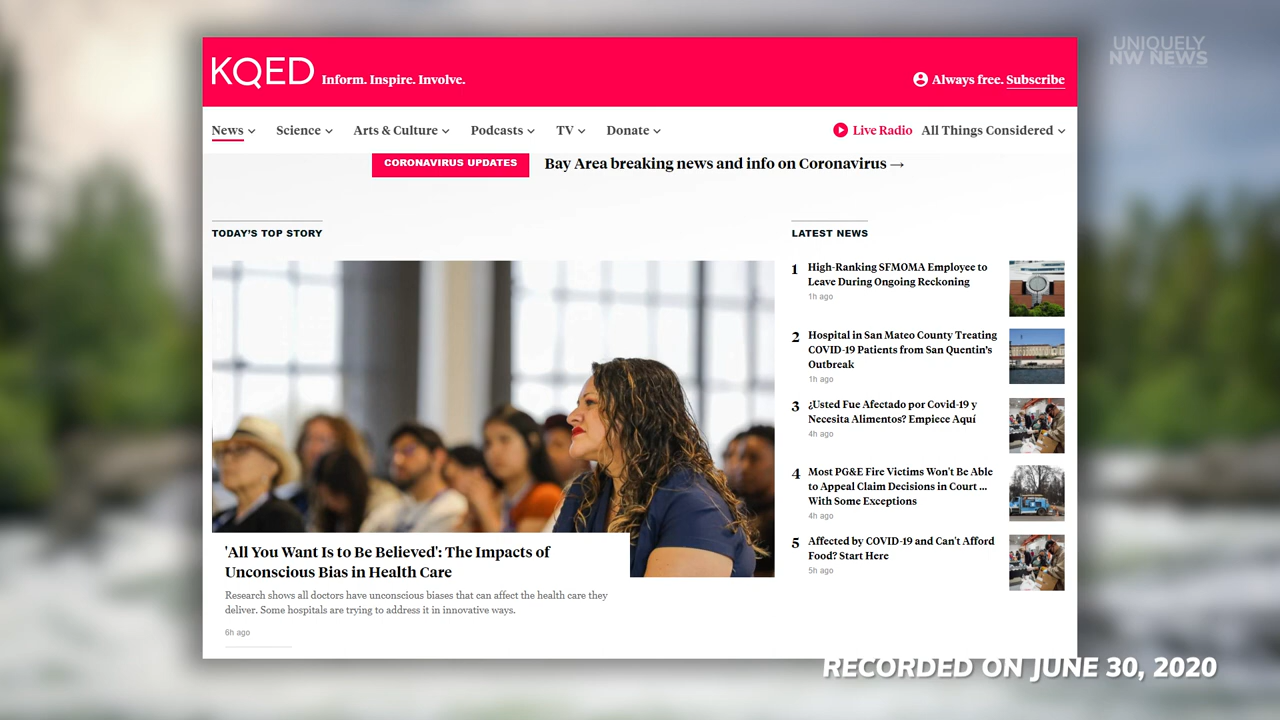 UNIQUELY
NW NEWS
KQED Inform. Inspire. Involve.
Always free. Subscribe
News Science Arts & Culture Podcasts TV Donate
Live Radio All Things Considered
CORONAVIRUS UPDATES Bay Area breaking news and info on Coronavirus →
TODAY'S TOP STORY
'All You Want Is to Be Believed': The Impacts of
Unconscious Bias in Health Care
Research shows all doctors have unconscious biases that can affect the health care they
deliver. Some hospitals are trying to address it in innovative ways.
6h ago
LATEST NEWS
1 High-Ranking SFMOMA Employee to
Leave During Ongoing Reckoning
1h ago
2 Hospital in San Mateo County Treating
COVID-19 Patients from San Quentin's
Outbreak
1h ago
3 ¿Usted Fue Afectado por Covid-19 y
Necesita Alimentos? Empiece Aquí
4h ago
4 Most PG&E Fire Victims Won't Be Able
to Appeal Claim Decisions in Court ...
With Some Exceptions
4h ago
5 Affected by COVID-19 and Can't Afford
Food? Start Here
5h ago
RECORDED ON JUNE 30, 2020